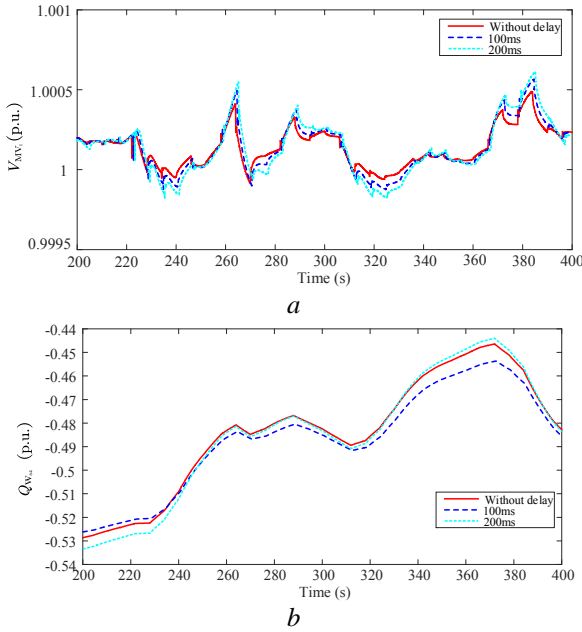 1.001
1.0005
1
0.9995
V_MV, (p.u.)
Without delay
100ms
200ms
200 220 240 260 280 300 320 340 360 380 400
Time (s)
a
-0.44
-0.45
-0.46
-0.47
-0.48
-0.49
-0.5
-0.51
-0.52
-0.53
-0.54
(p.u.)
Without delay
100ms
200ms
200 220 240 260 280 300 320 340 360 380 400
Time (s)
b